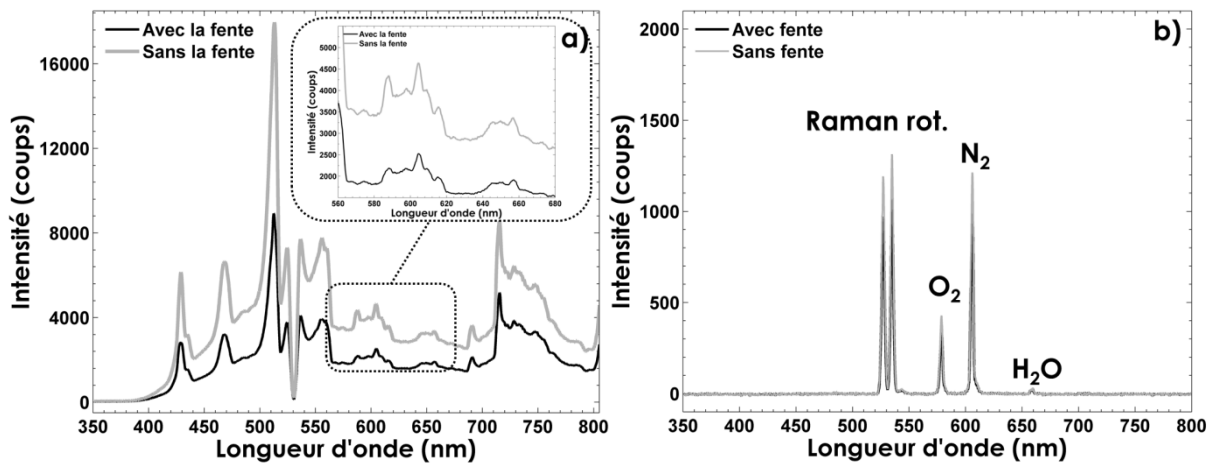 a)
Avec la fente
Sans la fente
16000
12000
8000
4000
0
Intensité (coups)
350 400 450 500 550 600 650 700 750 800
Longueur d'onde (nm)
Avec la fente
Sans la fente
5500
5000
4500
4000
3500
3000
2500
2000
Intensité (coups)
560 580 600 620 640 660 680
Longueur d'onde (nm)
b)
Avec fente
Sans fente
2000
1500
1000
500
0
Intensité (coups)
Raman rot.
O₂
N₂
H₂O
350 400 450 500 550 600 650 700 750 800
Longueur d'onde (nm)